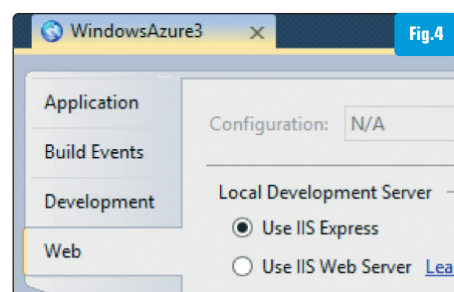 WindowsAzure3
Fig.4
Application
Configuration: N/A
Build Events
Development
Local Development Server
Use IIS Express
Web
Use IIS Web Server